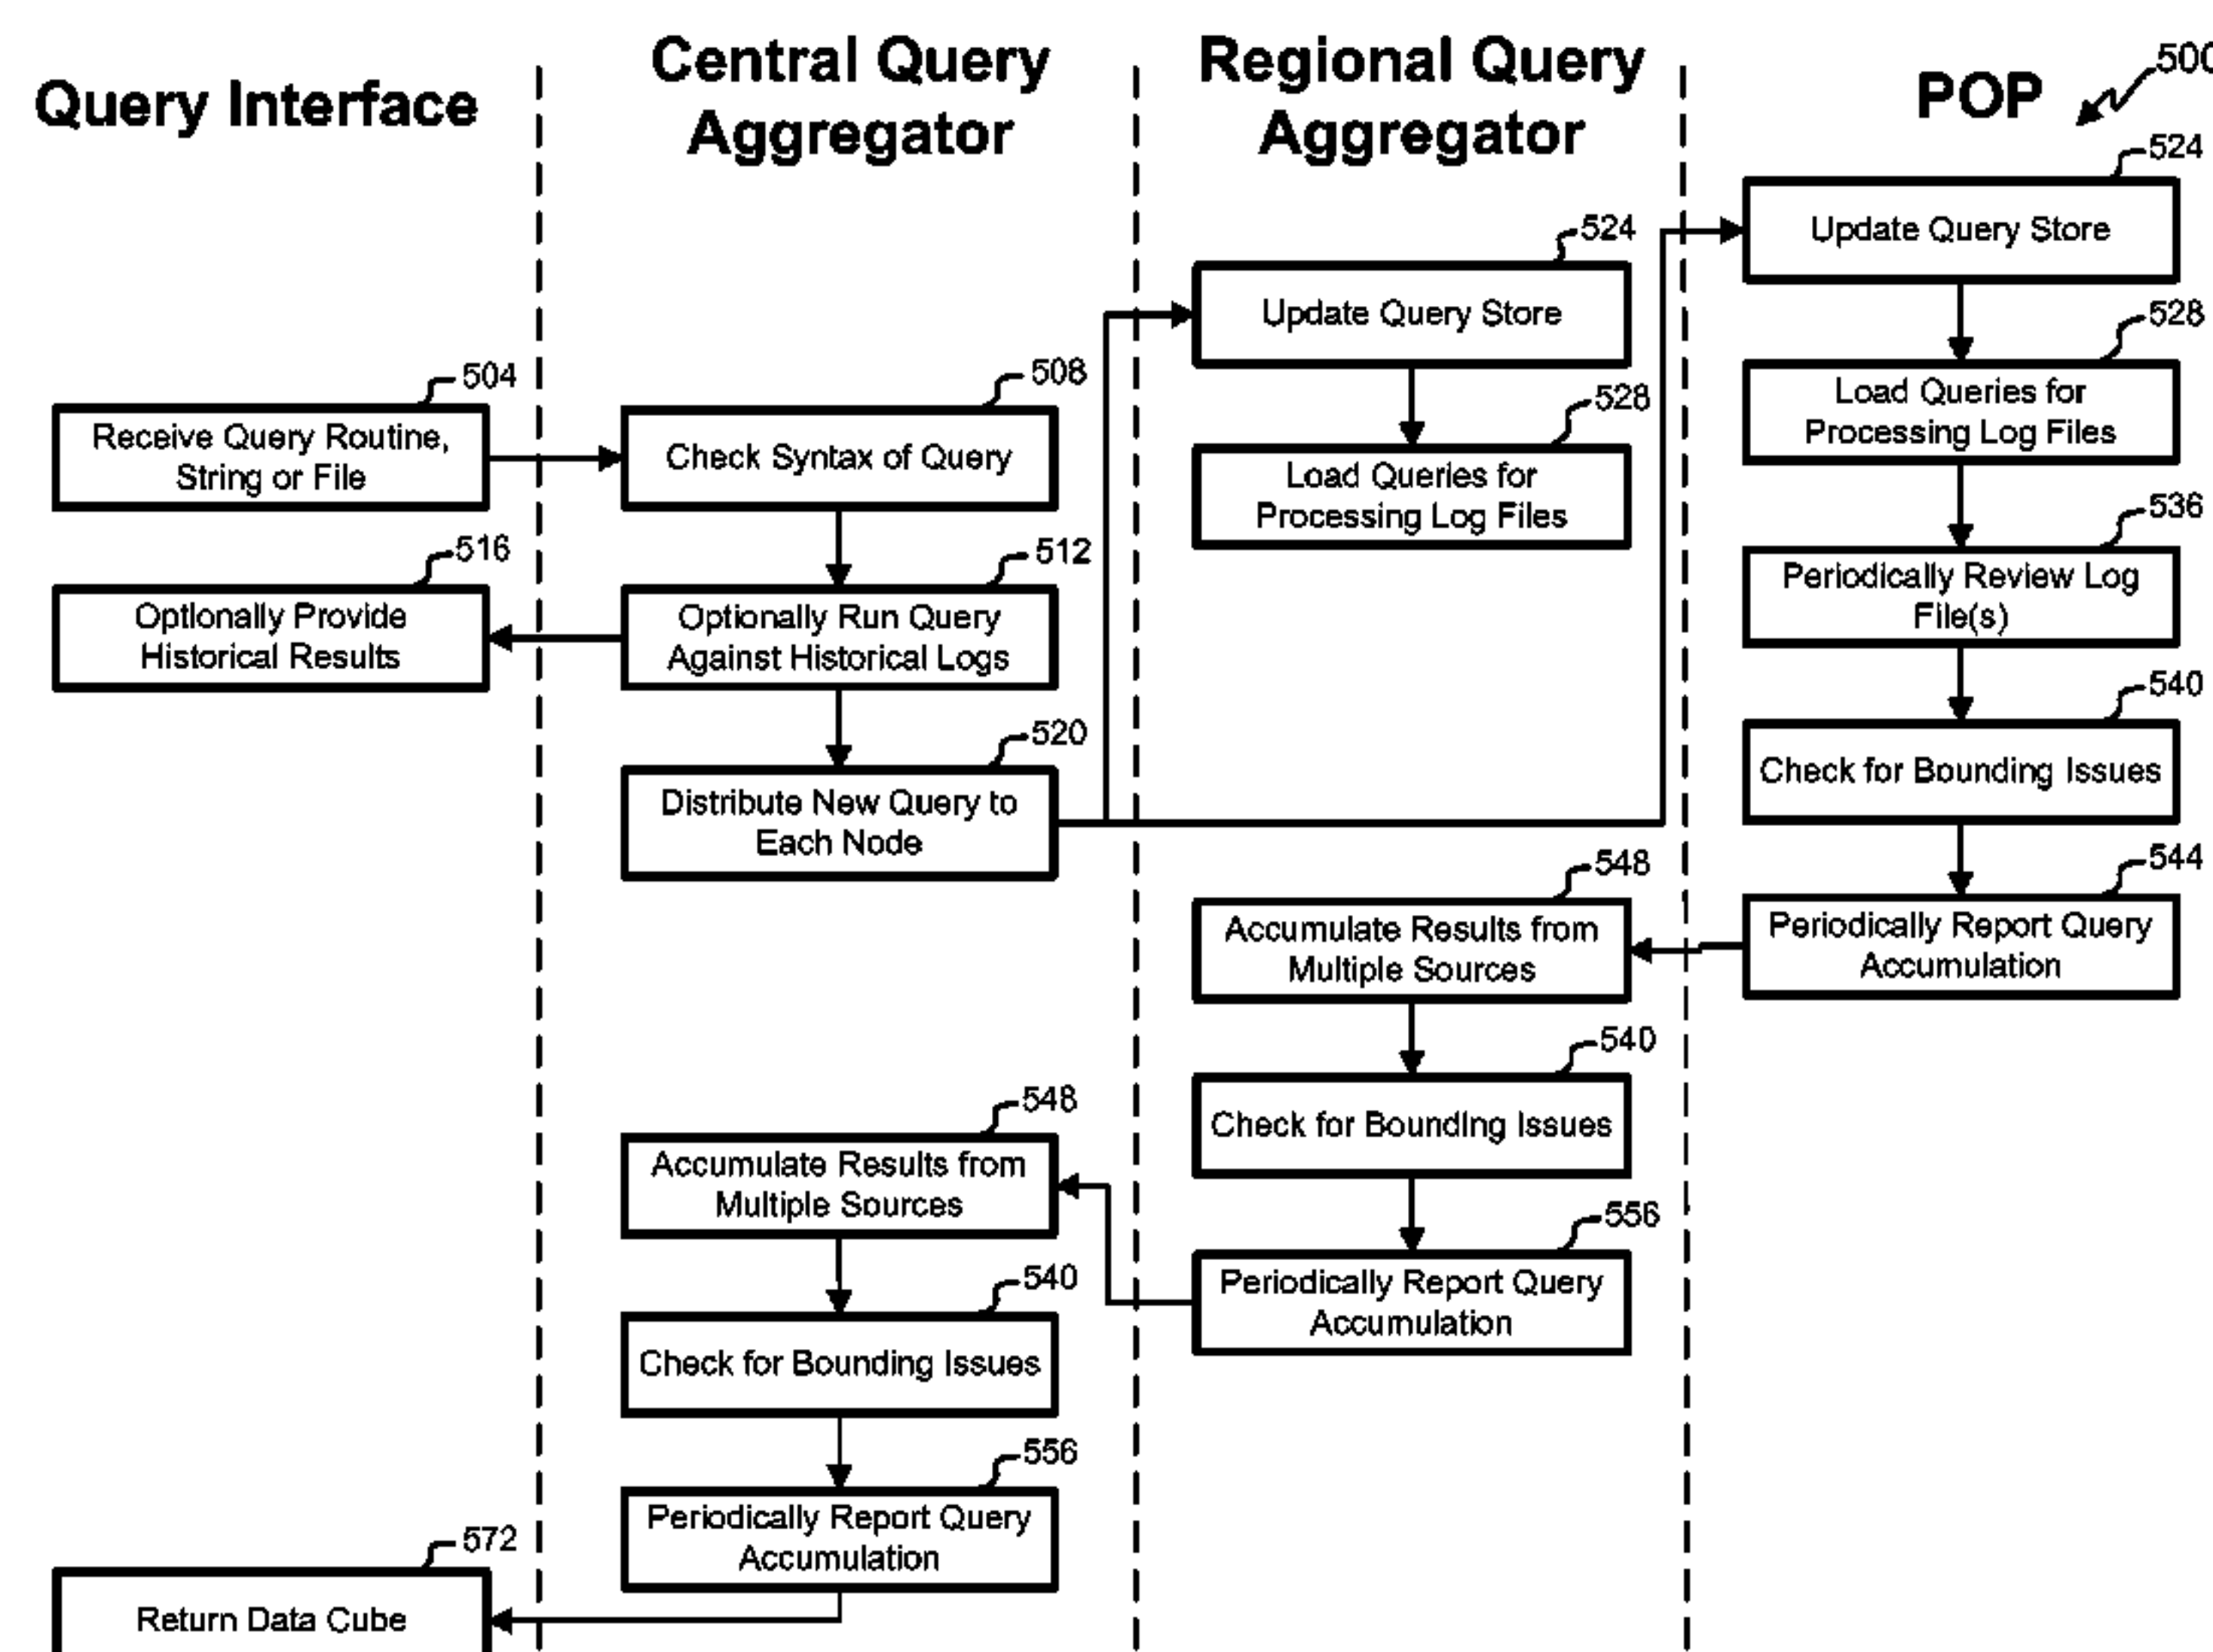 Query Interface
Central Query
Aggregator
Regional Query
Aggregator
POP
500
504
Receive Query Routine,
String or File
516
Optionally Provide
Historical Results
572
Return Data Cube
508
Check Syntax of Query
512
Optionally Run Query
Against Historical Logs
520
Distribute New Query to
Each Node
548
Accumulate Results from
Multiple Sources
540
Check for Bounding Issues
556
Periodically Report Query
Accumulation
524
Update Query Store
528
Load Queries for
Processing Log Files
548
Accumulate Results from
Multiple Sources
540
Check for Bounding Issues
556
Periodically Report Query
Accumulation
524
Update Query Store
528
Load Queries for
Processing Log Files
536
Periodically Review Log
File(s)
540
Check for Bounding Issues
544
Periodically Report Query
Accumulation